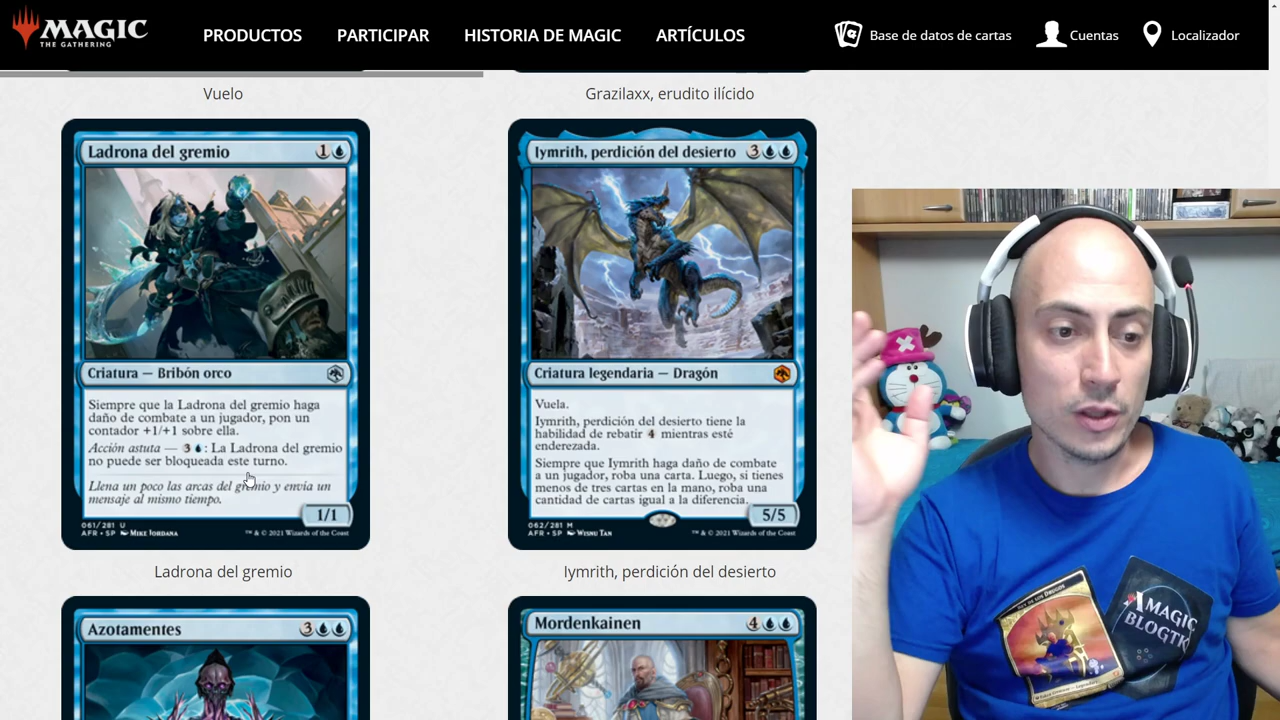 MAGIC
THE GATHERING
PRODUCTOS
PARTICIPAR
HISTORIA DE MAGIC
ARTÍCULOS
Base de datos de cartas
Cuentas
Localizador
Vuelo
Grazilaxx, erudito ilícido
Ladrona del gremio 1
Criatura — Bribón orco
Siempre que la Ladrona del gremio haga
daño de combate a un jugador, pon un
contador +1/+1 sobre ella.
Acción astuta — 3 : La Ladrona del gremio
no puede ser bloqueada este turno.
Llena un poco las arcas del gremio y envía un
mensaje al mismo tiempo.
1/1
061/281 U
AFR • SP Mike Jordana
™ & © 2021 Wizards of the Coast
Ladrona del gremio
Iymrith, perdición del desierto 3
Criatura legendaria — Dragón
Vuela.
Iymrith, perdición del desierto tiene la
habilidad de rebatir 4 mientras esté
enderezada.
Siempre que Iymrith haga daño de combate
a un jugador, roba una carta. Luego, si tienes
menos de tres cartas en la mano, roba una
cantidad de cartas igual a la diferencia.
5/5
062/281 M
AFR • SP Wisnu Tan
™ & © 2021 Wizards of the Coast
Iymrith, perdición del desierto
Azotamentes 3
Mordenkainen 4
MAGIC
BLOGTK